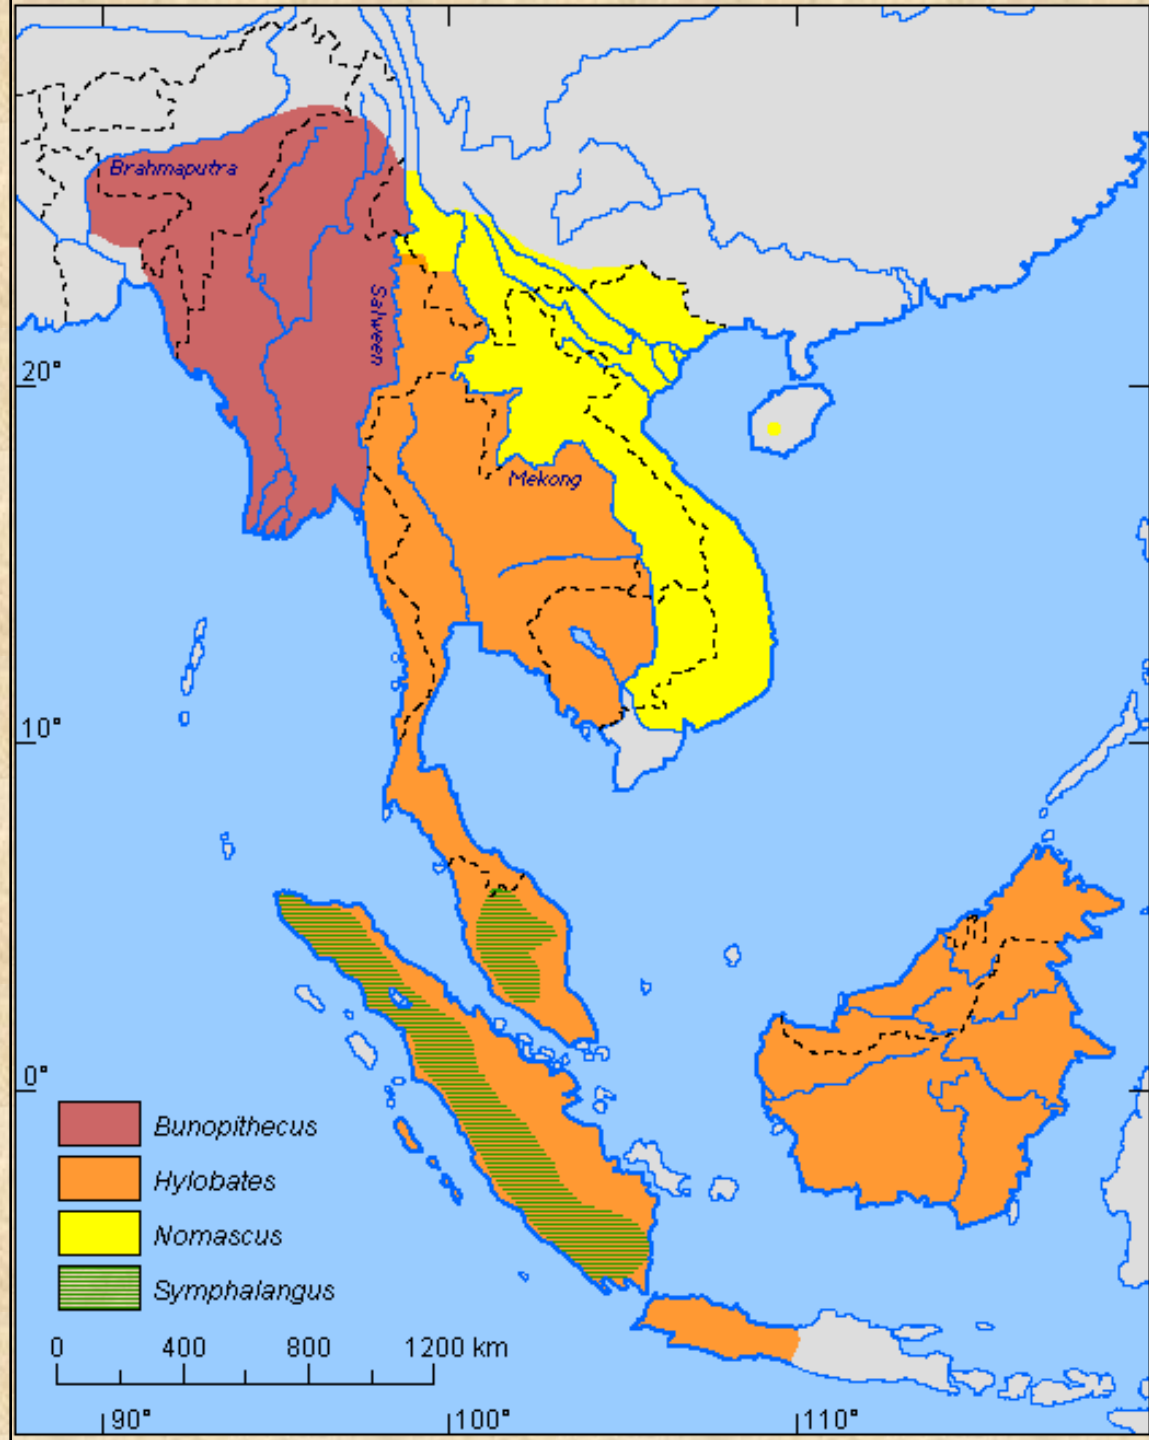 Brahmaputra
Salween
20°
Mekong
10°
0°
Bunopithecus
Hylobates
Nomascus
Symphalangus
0 400 800 1200 km
90° 100° 110°